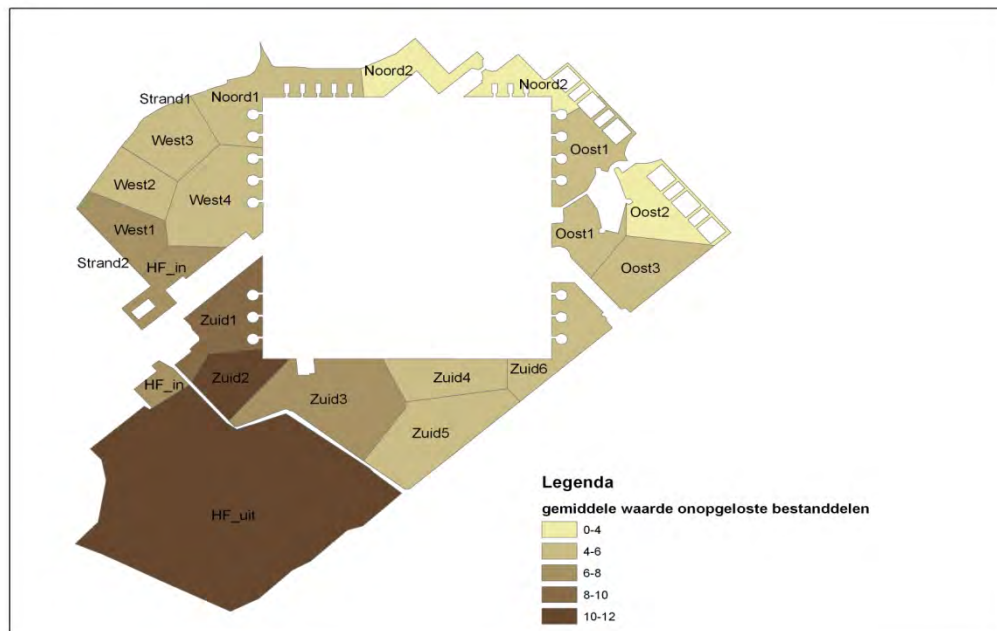 Noord2
Noord2
Noord1
Strand1
West3
Oost1
West2
West4
Oost2
West1
Oost1
Strand2
HF_in
Oost3
Zuid1
Zuid6
Zuid4
Zuid2
HF_in
Zuid3
Zuid5
Legenda
gemiddele waarde onopgeloste bestanddelen
HF_uit
0-4
4-6
6-8
8-10
10-12